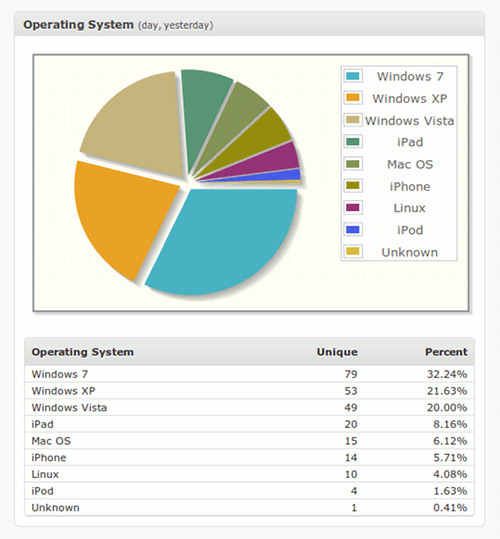 Operating System (day, yesterday)
Windows 7
Windows XP
Windows Vista
iPad
Mac OS
iPhone
Linux
iPod
Unknown
Operating System Unique Percent
Windows 7 79 32.24%
Windows XP 53 21.63%
Windows Vista 49 20.00%
iPad 20 8.16%
Mac OS 15 6.12%
iPhone 14 5.71%
Linux 10 4.08%
iPod 4 1.63%
Unknown 1 0.41%